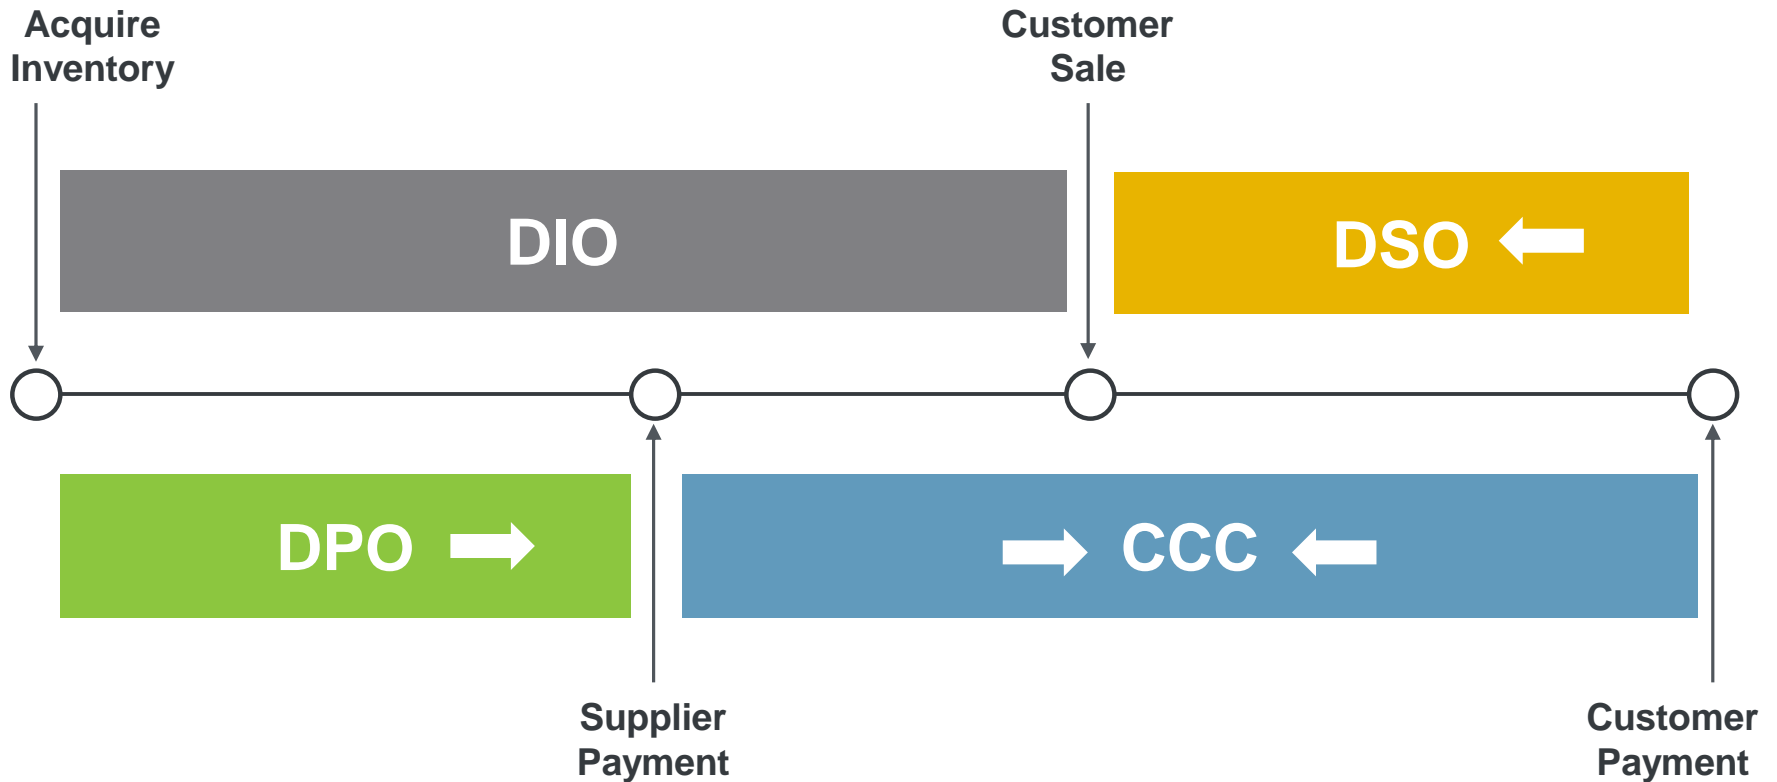 Acquire
Inventory
Customer
Sale
DIO
DSO
DPO
CCC
Supplier
Payment
Customer
Payment